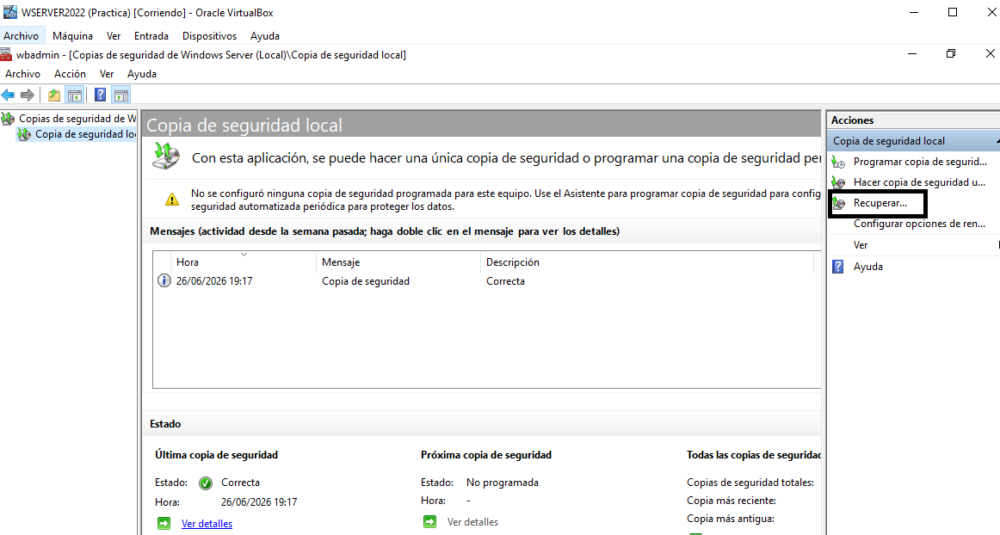 WSERVER2022 (Practica) [Corriendo] - Oracle VirtualBox
Archivo Máquina Ver Entrada Dispositivos Ayuda
wbadmin - [Copias de seguridad de Windows Server (Local)\Copia de seguridad local]
Archivo Acción Ver Ayuda
Copias de seguridad de W
Copia de seguridad lo
Copia de seguridad local
Con esta aplicación, se puede hacer una única copia de seguridad o programar una copia de seguridad per
No se configuró ninguna copia de seguridad programada para este equipo. Use el Asistente para programar copia de seguridad para config
seguridad automatizada periódica para proteger los datos.
Mensajes (actividad desde la semana pasada; haga doble clic en el mensaje para ver los detalles)
Hora Mensaje Descripción
26/06/2026 19:17 Copia de seguridad Correcta
Estado
Última copia de seguridad
Estado: Correcta
Hora: 26/06/2026 19:17
Ver detalles
Próxima copia de seguridad
Estado: No programada
Hora: -
Ver detalles
Todas las copias de seguridad
Copias de seguridad totales:
Copia más reciente:
Copia más antigua:
Acciones
Copia de seguridad local
Programar copia de segurid...
Hacer copia de seguridad u...
Recuperar...
Configurar opciones de ren...
Ver
Ayuda